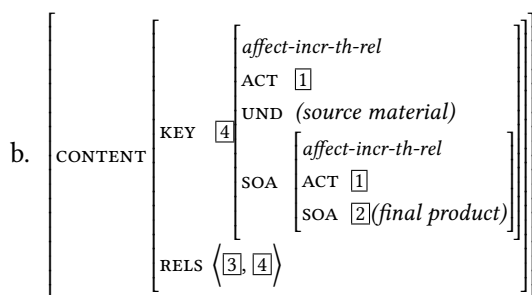 affect-incr-th-rel
ACT 1
UND (source material)
b. CONTENT KEY 4
affect-incr-th-rel
SOA ACT 1
SOA 2(final product)
RELS ⟨3, 4⟩